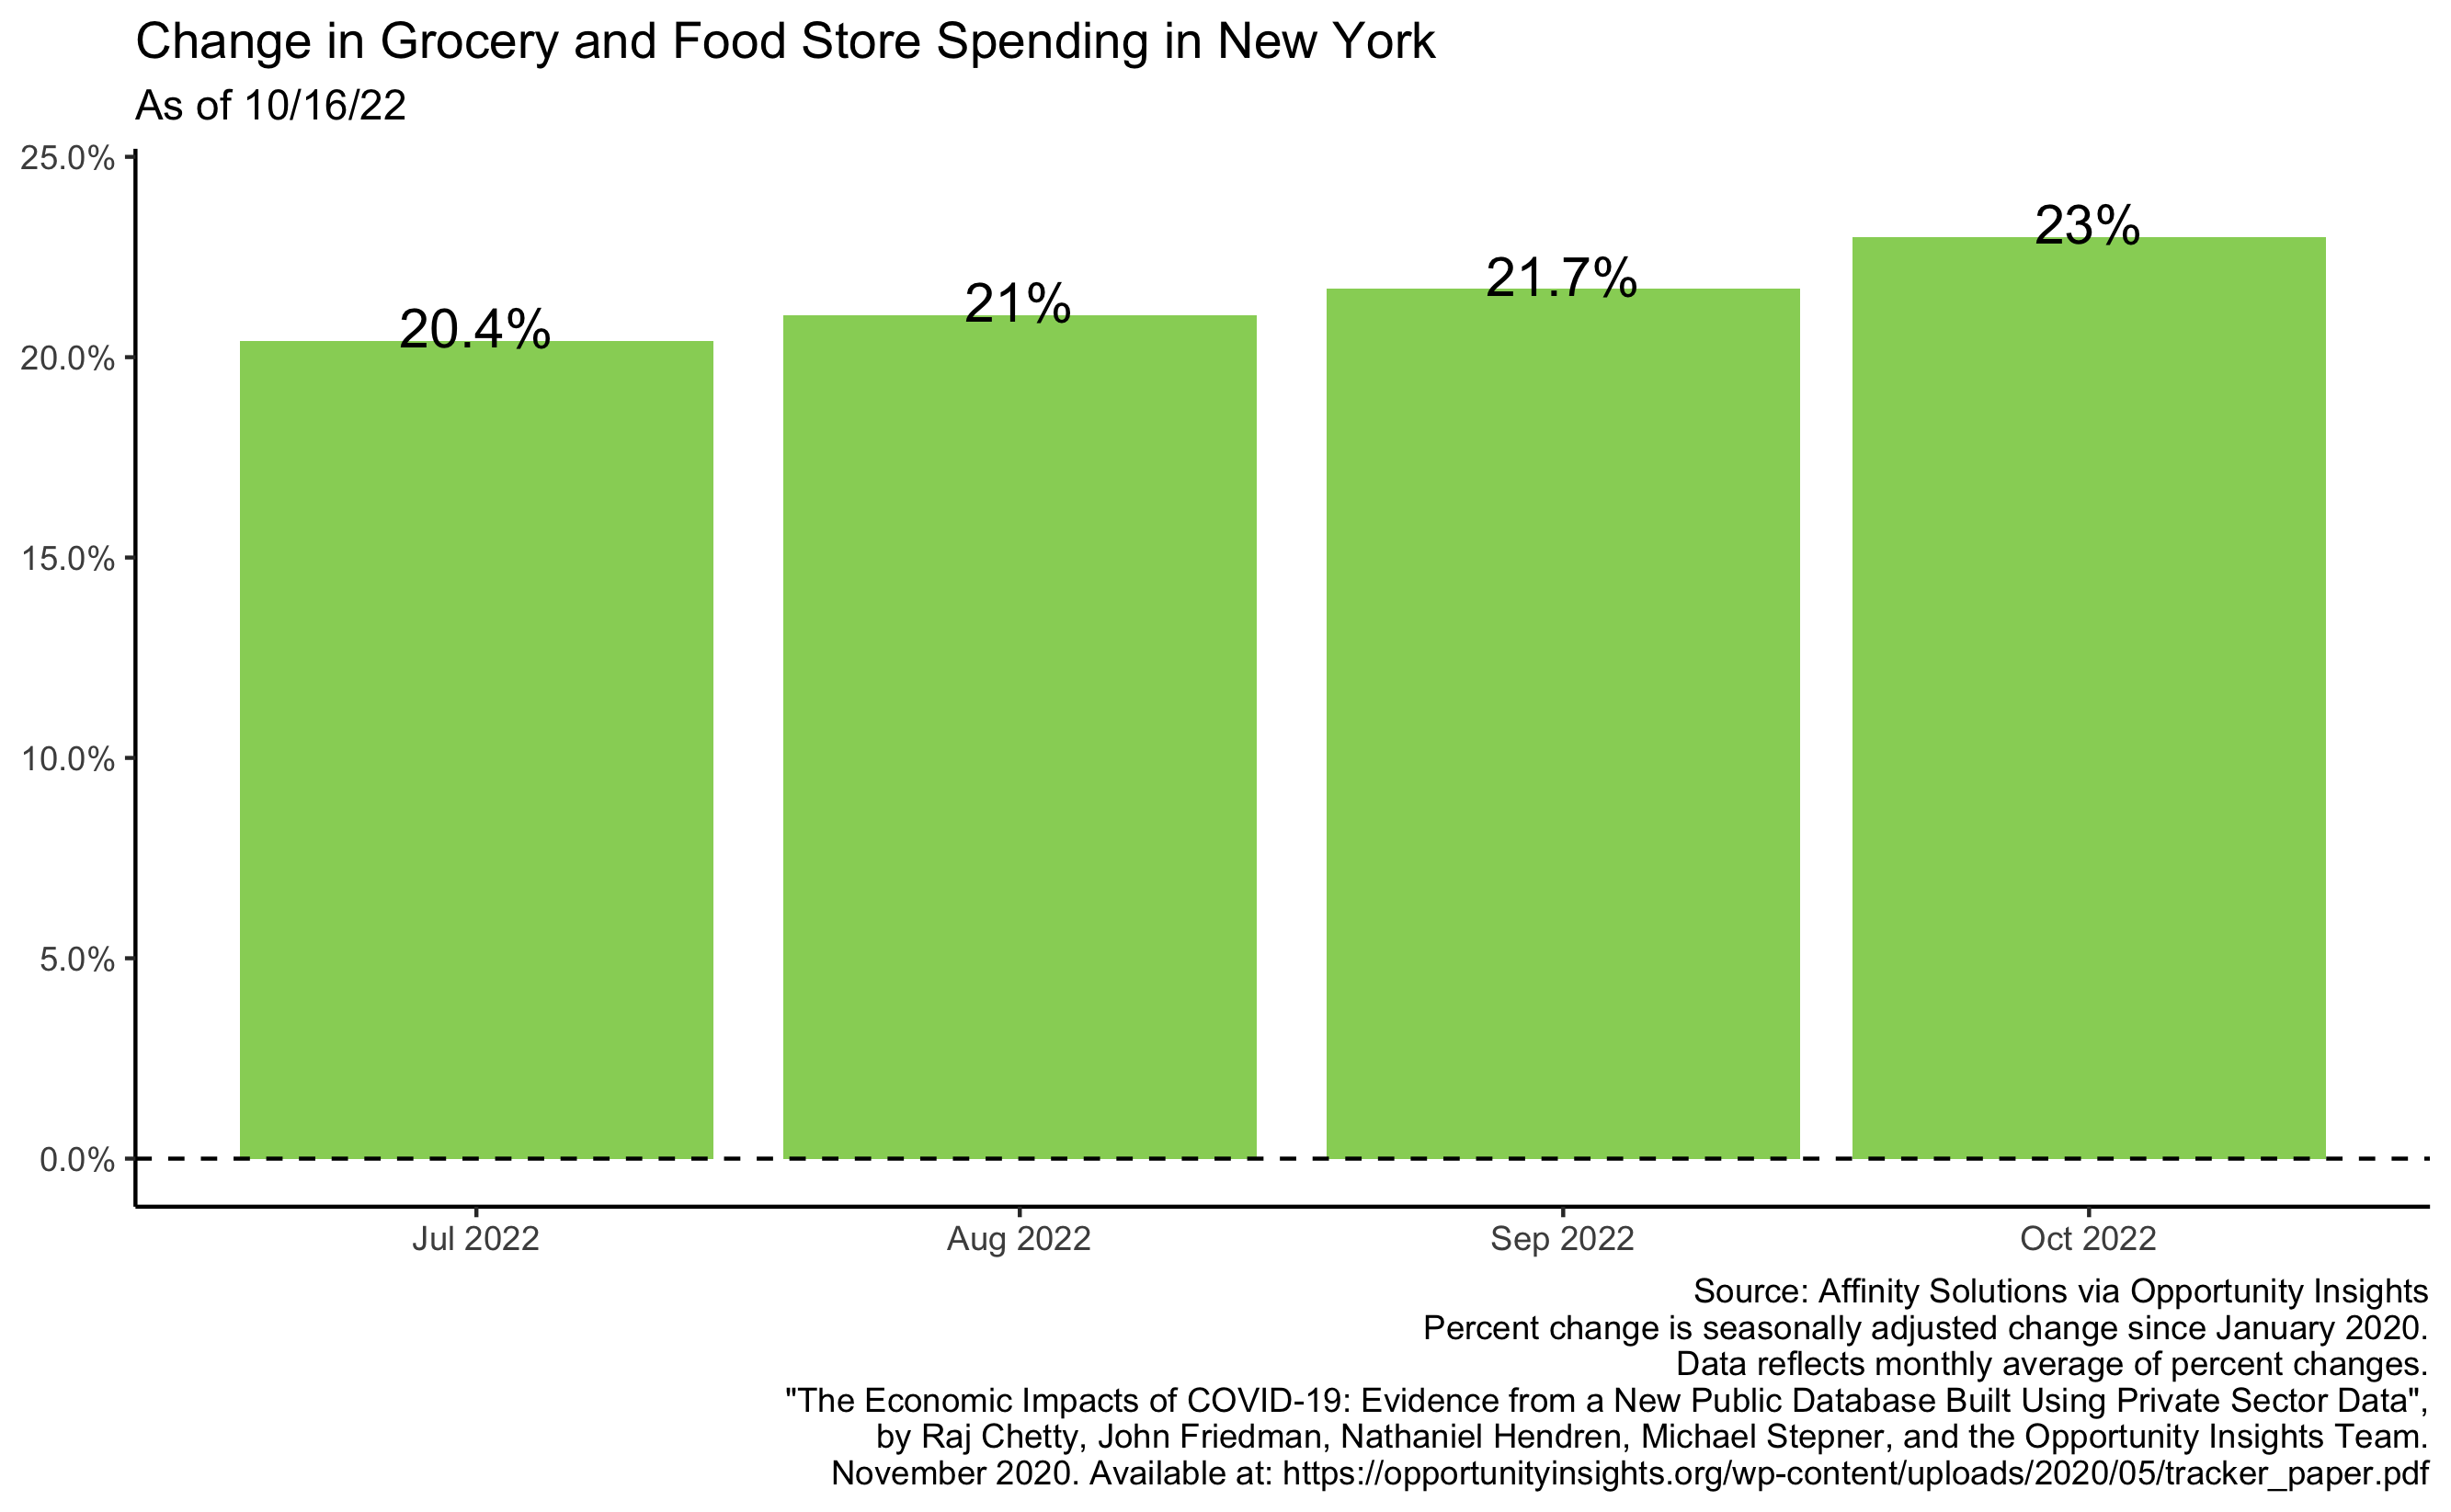 Change in Grocery and Food Store Spending in New York
As of 10/16/22
25.0%
20.0%
15.0%
10.0%
5.0%
0.0%
20.4%
21%
21.7%
23%
Jul 2022
Aug 2022
Sep 2022
Oct 2022
Source: Affinity Solutions via Opportunity Insights
Percent change is seasonally adjusted change since January 2020.
Data reflects monthly average of percent changes.
"The Economic Impacts of COVID-19: Evidence from a New Public Database Built Using Private Sector Data",
by Raj Chetty, John Friedman, Nathaniel Hendren, Michael Stepner, and the Opportunity Insights Team.
November 2020. Available at: https://opportunityinsights.org/wp-content/uploads/2020/05/tracker_paper.pdf